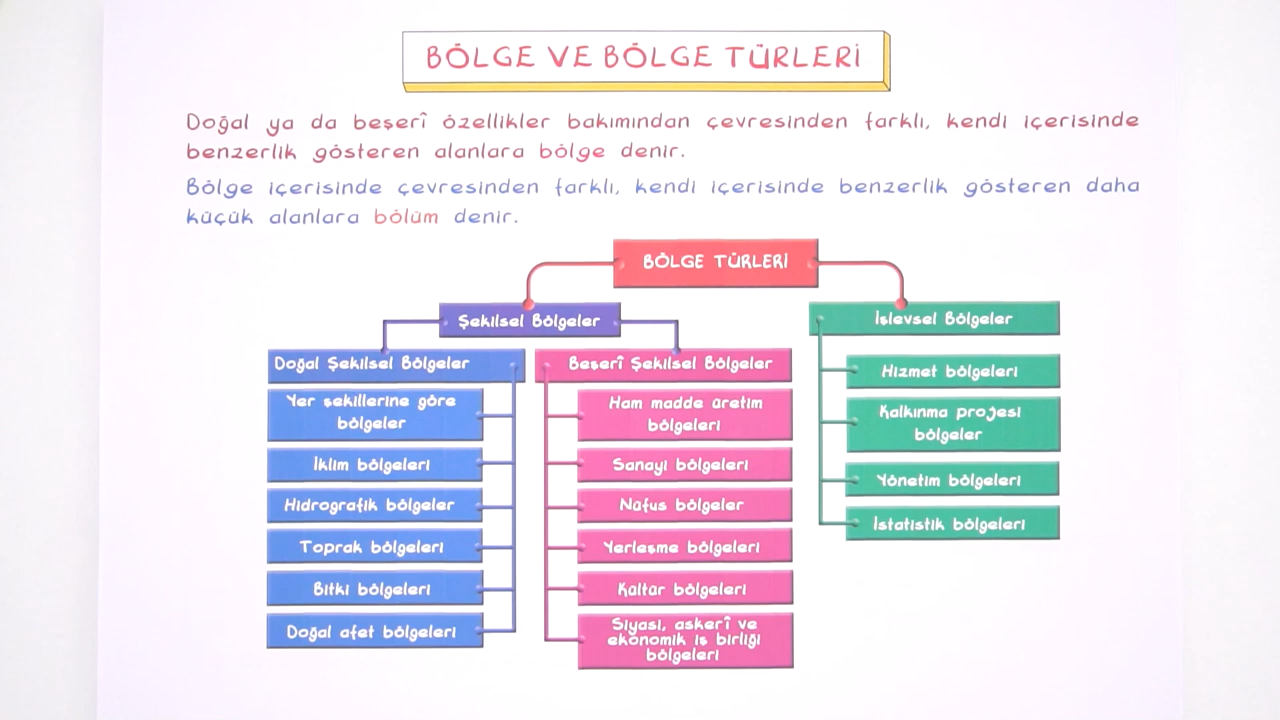 BÖLGE VE BÖLGE TÜRLERİ
Doğal ya da beşerî özellikler bakımından çevresinden farklı, kendi içerisinde
benzerlik gösteren alanlara bölge denir.
Bölge içerisinde çevresinden farklı, kendi içerisinde benzerlik gösteren daha
küçük alanlara bölüm denir.
BÖLGE TÜRLERİ
Şekilsel Bölgeler
Doğal Şekilsel Bölgeler
Yer şekillerine göre
bölgeler
İklim bölgeleri
Hidrografik bölgeler
Toprak bölgeleri
Bitki bölgeleri
Doğal afet bölgeleri
Beşerî Şekilsel Bölgeler
Ham madde üretim
bölgeleri
Sanayi bölgeleri
Nüfus bölgeler
Yerleşme bölgeleri
Kültür bölgeleri
Siyasi, askerî ve
ekonomik iş birliği
bölgeleri
İşlevsel Bölgeler
Hizmet bölgeleri
Kalkınma projesi
bölgeler
Yönetim bölgeleri
İstatistik bölgeleri